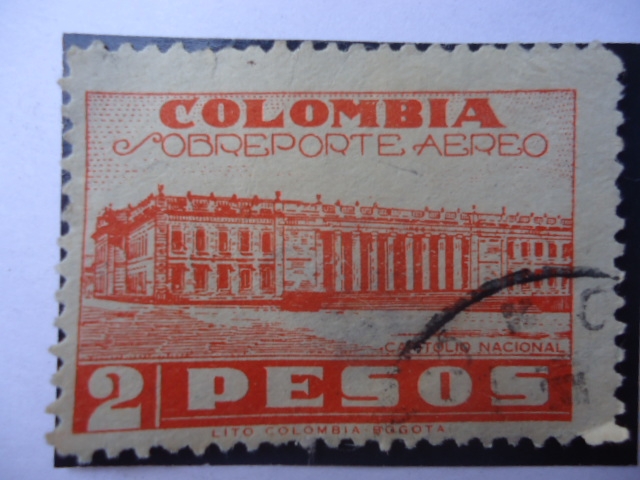 COLOMBIA
SOBREPORTE AEREO
CAPITOLIO NACIONAL
2 PESOS
LITO COLOMBIA-BOGOTA